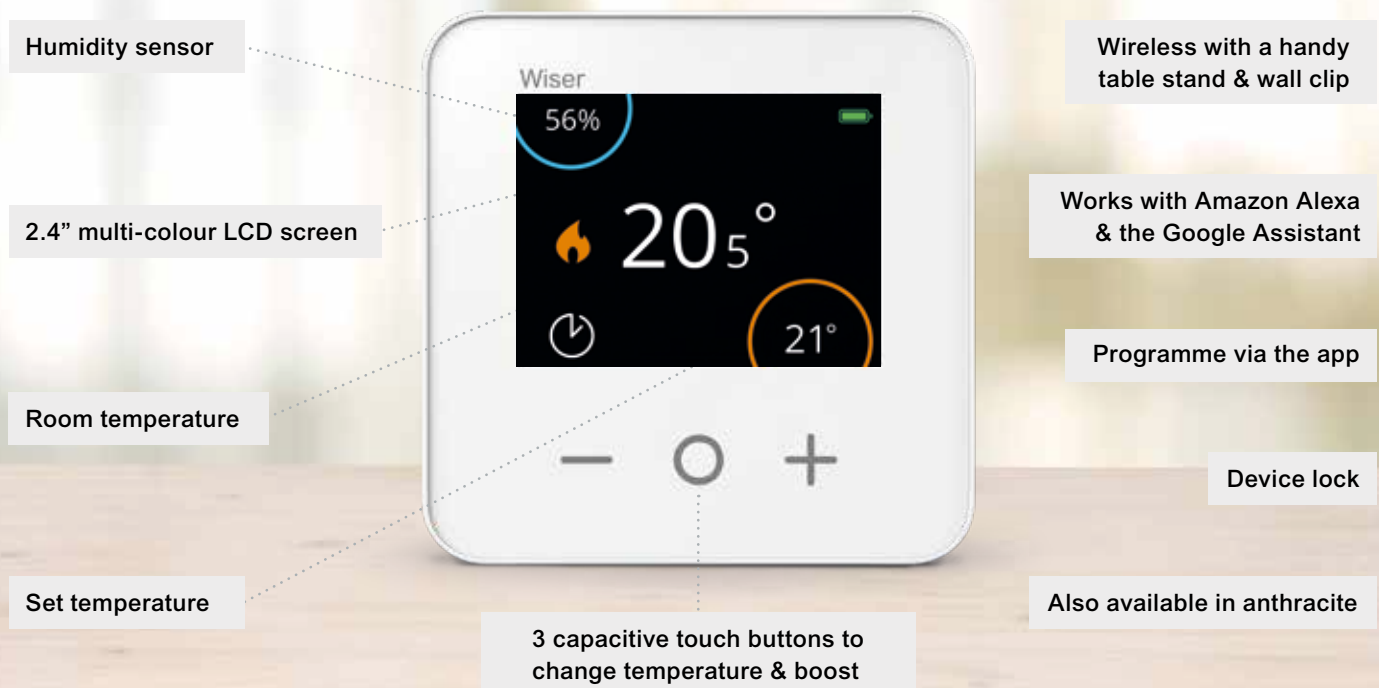 Humidity sensor
2.4” multi-colour LCD screen
Room temperature
Set temperature
Wiser
56%
20 5°
21°
3 capacitive touch buttons to
change temperature & boost
Wireless with a handy
table stand & wall clip
Works with Amazon Alexa
& the Google Assistant
Programme via the app
Device lock
Also available in anthracite